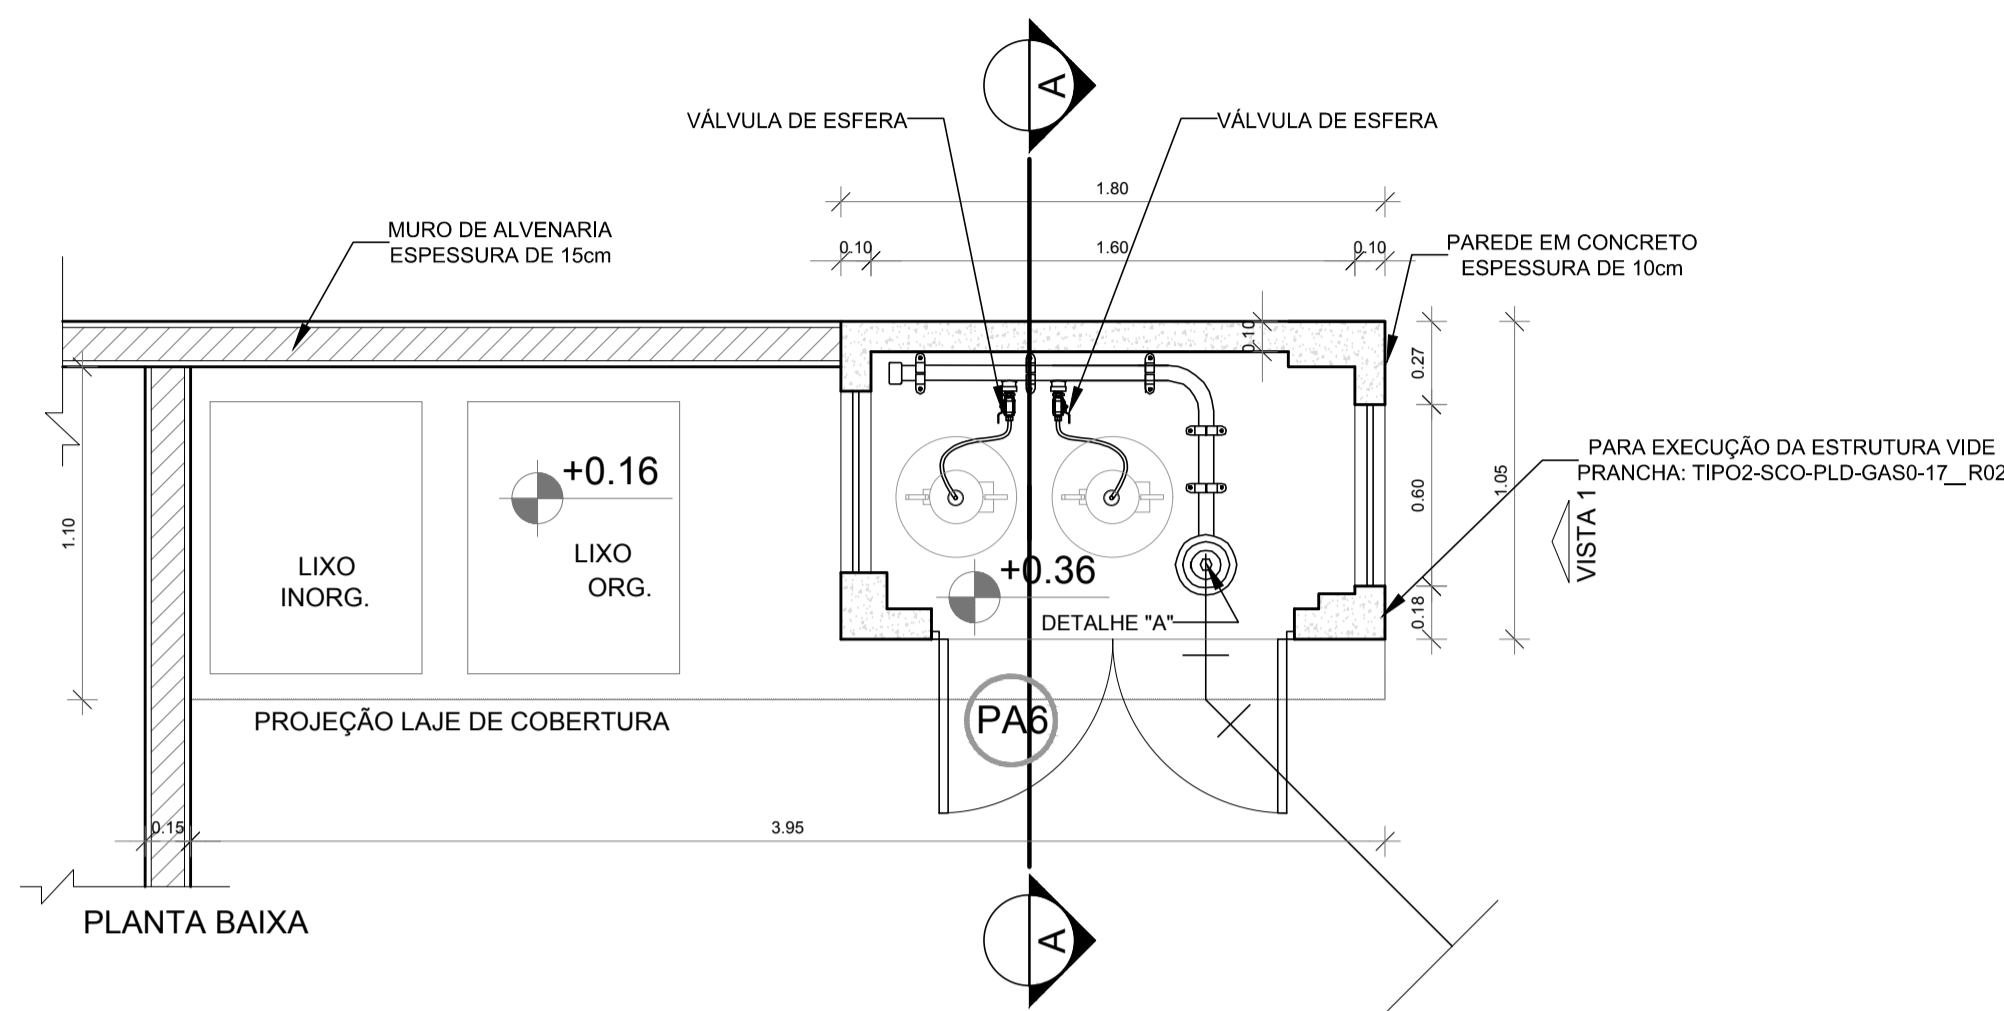 A
VÁLVULA DE ESFERA
VÁLVULA DE ESFERA
1.80
MURO DE ALVENARIA
ESPESSURA DE 15cm
0.10
1.60
0.10
PAREDE EM CONCRETO
ESPESSURA DE 10cm
0.10
0.27
+0.16
PARA EXECUÇÃO DA ESTRUTURA VIDE
PRANCHA: TIPO2-SCO-PLD-GAS0-17_R02
1.05
0.60
VISTA 1
1.10
LIXO
INORG.
LIXO
ORG.
+0.36
DETALHE "A"
0.18
PROJEÇÃO LAJE DE COBERTURA
PA6
0.15
3.95
PLANTA BAIXA
A